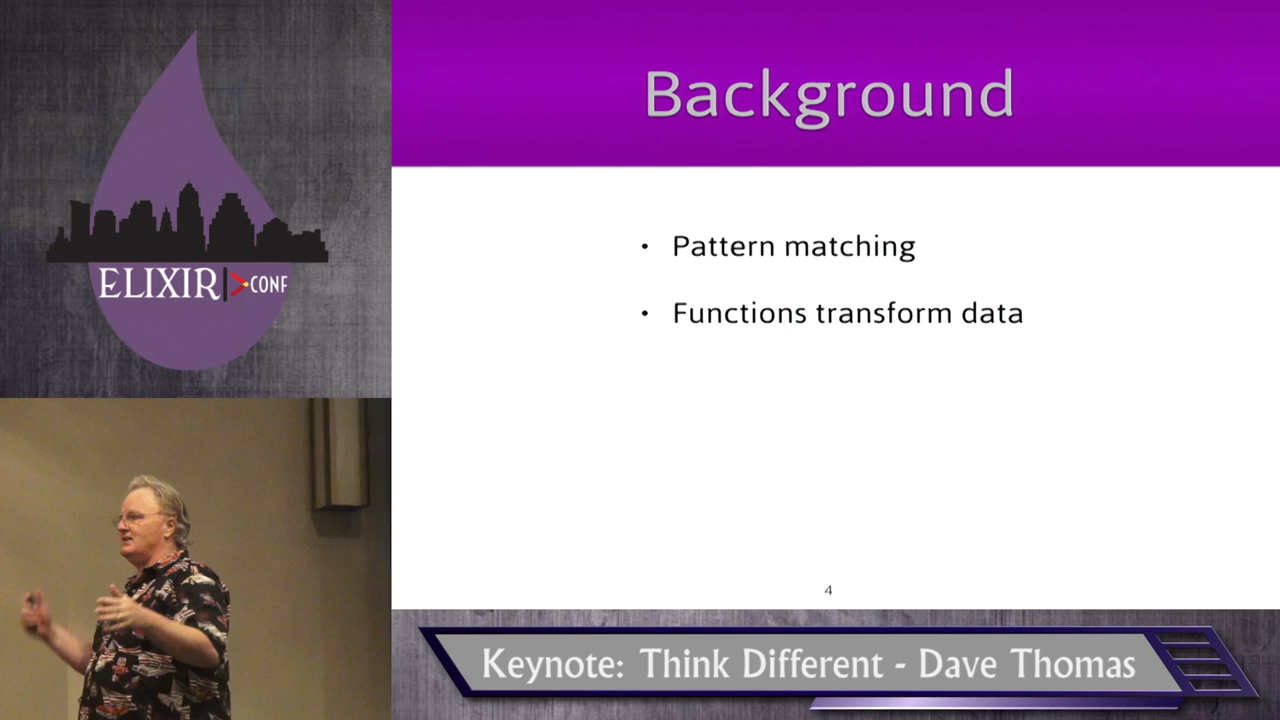 Background
• Pattern matching
• Functions transform data
4
ELIXIR|>CONF
Keynote: Think Different - Dave Thomas